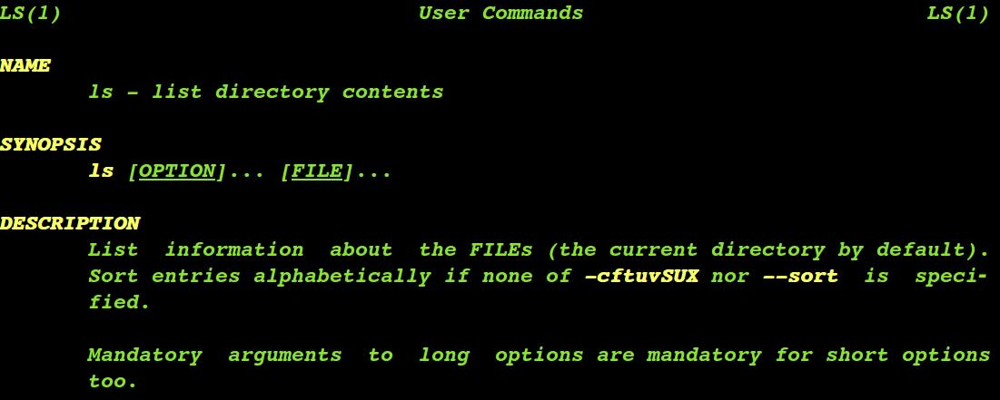 LS(1) User Commands LS(1)
NAME
ls - list directory contents
SYNOPSIS
ls [OPTION]... [FILE]...
DESCRIPTION
List information about the FILEs (the current directory by default).
Sort entries alphabetically if none of -cftuvSUX nor --sort is speci-
fied.
Mandatory arguments to long options are mandatory for short options
too.